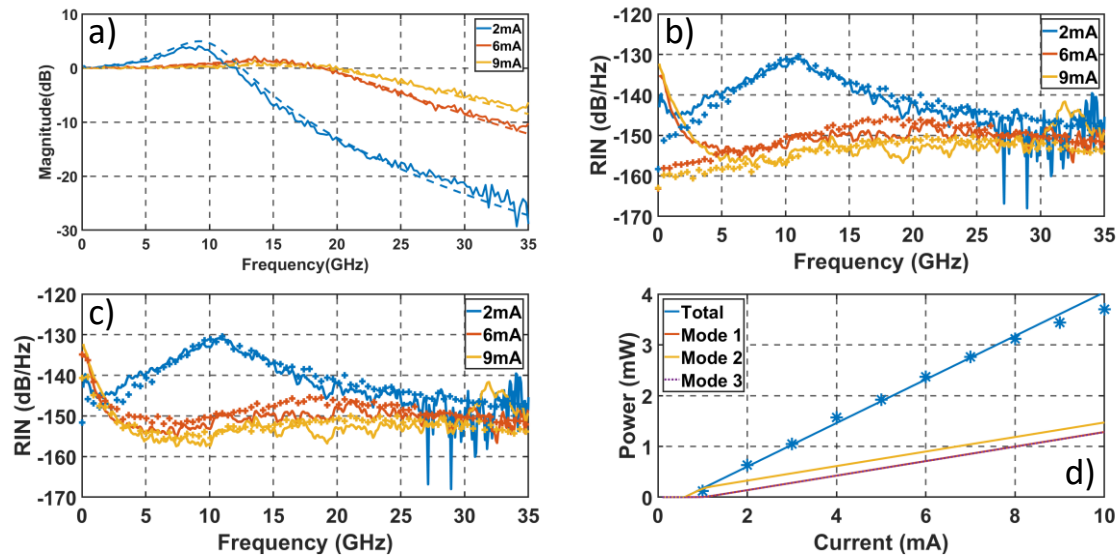 a)
10
0
-10
-20
-30
Magnitude(dB)
0 5 10 15 20 25 30 35
Frequency(GHz)
2mA
6mA
9mA
b)
-120
-130
-140
-150
-160
-170
RIN (dB/Hz)
0 5 10 15 20 25 30 35
Frequency (GHz)
2mA
6mA
9mA
c)
-120
-130
-140
-150
-160
-170
RIN (dB/Hz)
0 5 10 15 20 25 30 35
Frequency (GHz)
2mA
6mA
9mA
d)
4
3
2
1
0
Power (mW)
0 2 4 6 8 10
Current (mA)
Total
Mode 1
Mode 2
Mode 3